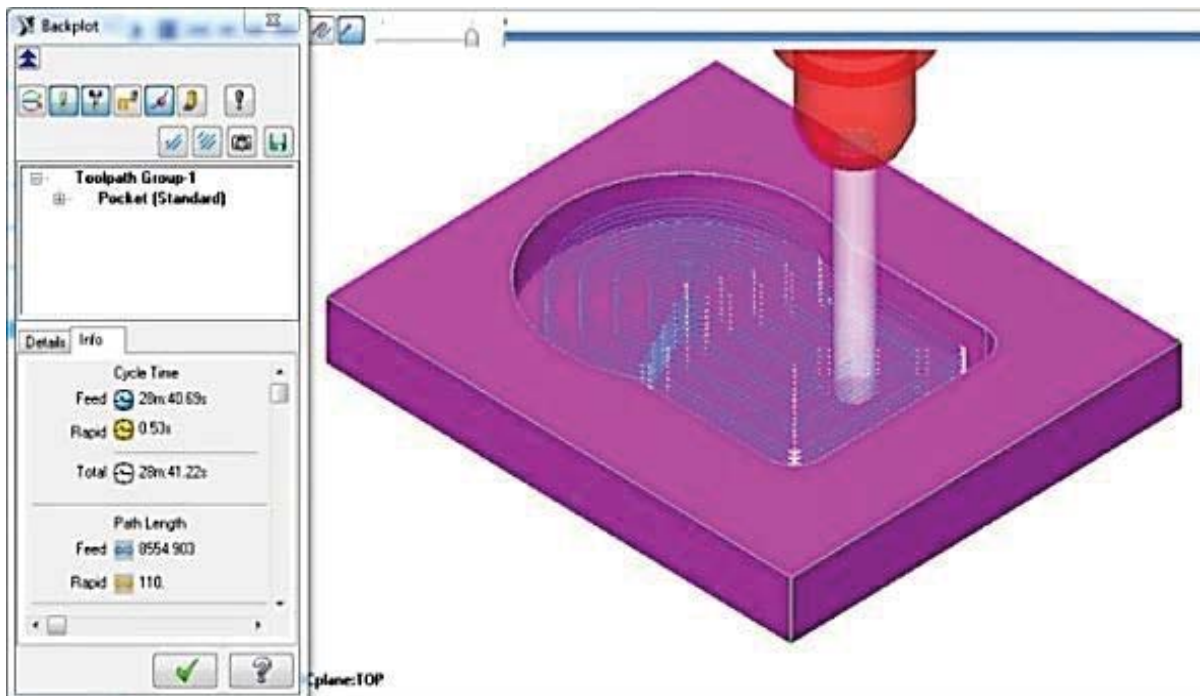 Backplot
Toolpath Group-1
Pocket (Standard)
Details Info
Cycle Time
Feed 28m:40.69s
Rapid 0.53s
Total 28m:41.22s
Path Length
Feed 8554.903
Rapid 110.
Cplane:TOP